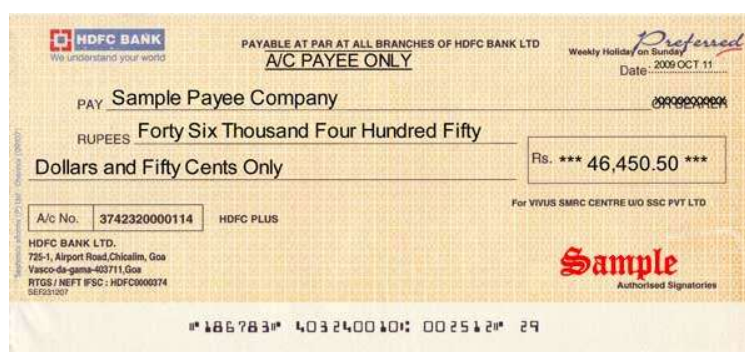 HDFC BANK
We understand your world
PAYABLE AT PAR AT ALL BRANCHES OF HDFC BANK LTD
A/C PAYEE ONLY
Preferred
Weekly Holiday on Sunday
Date 2009 OCT 11
PAY Sample Payee Company
OR BEARER
RUPEES Forty Six Thousand Four Hundred Fifty
Dollars and Fifty Cents Only
Rs. *** 46,450.50 ***
For VIVUS SMRC CENTRE U/O SSC PVT LTD
A/c No. 3742320000114 HDFC PLUS
HDFC BANK LTD.
725-1, Airport Road,Chicalim, Goa
Vasco-da-gama-403711,Goa
RTGS / NEFT IFSC : HDFC0000374
SEF231207
Sample
Authorised Signatories
⑈186783⑈ 403240010⑆ 002512⑈ 29